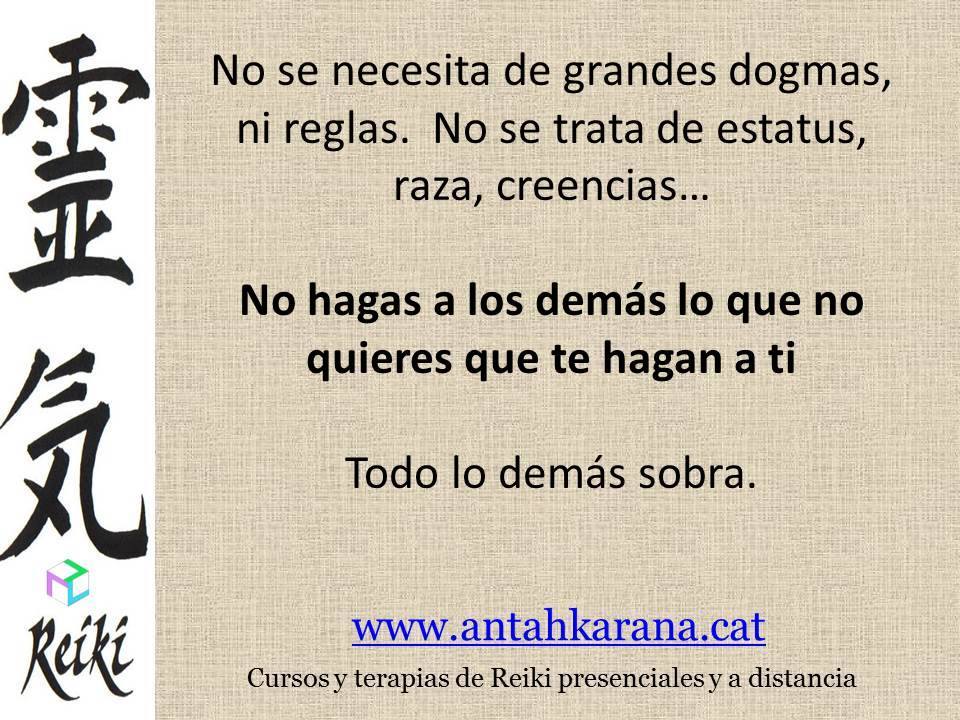 霊
気
Reiki
No se necesita de grandes dogmas,
ni reglas.  No se trata de estatus,
raza, creencias…
No hagas a los demás lo que no
quieres que te hagan a ti
Todo lo demás sobra.
www.antahkarana.cat
Cursos y terapias de Reiki presenciales y a distancia